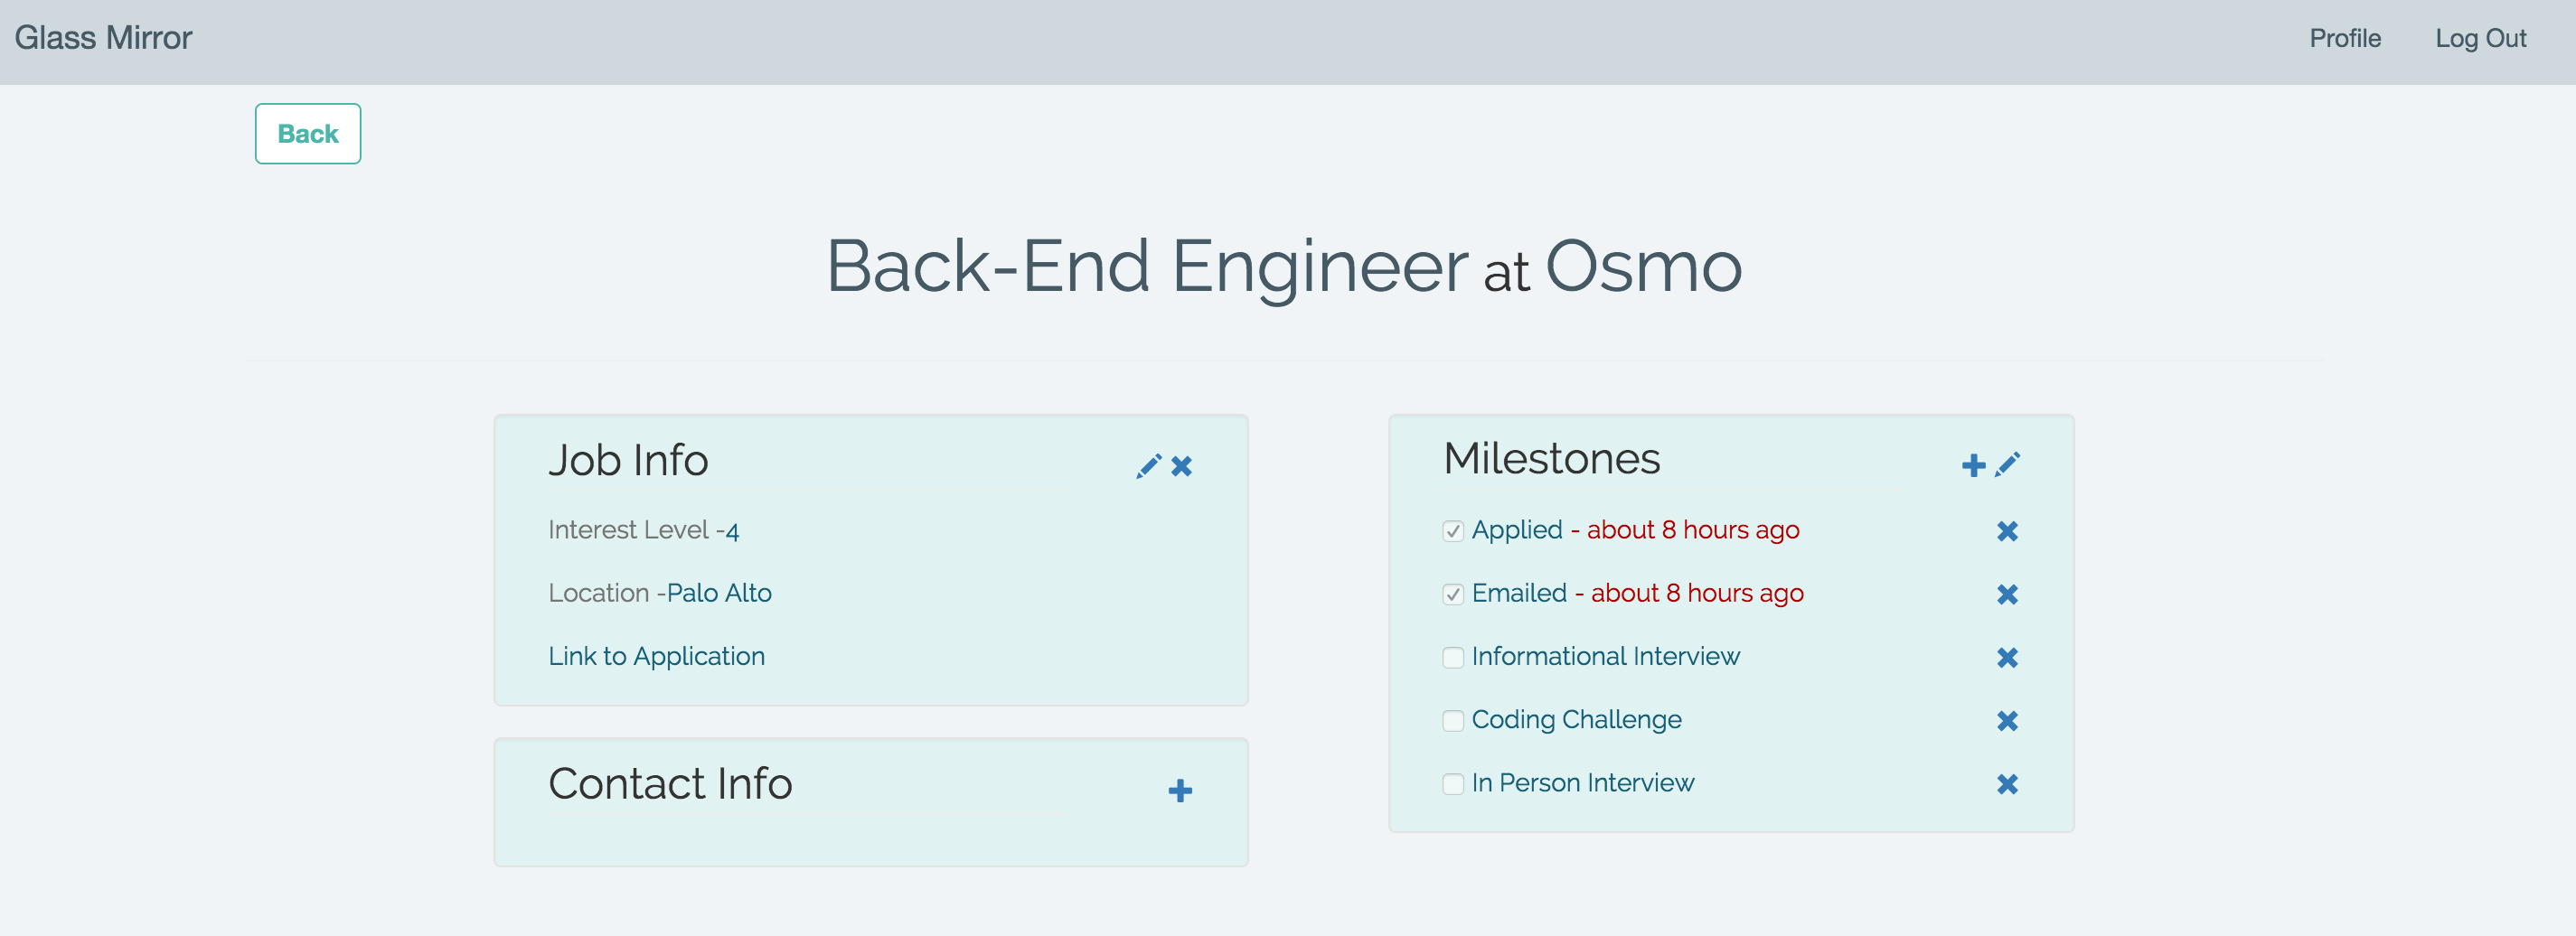 Glass Mirror
Profile
Log Out
Back
Back-End Engineer at Osmo
Job Info
Interest Level -4
Location -Palo Alto
Link to Application
Contact Info
Milestones
Applied - about 8 hours ago
Emailed - about 8 hours ago
Informational Interview
Coding Challenge
In Person Interview